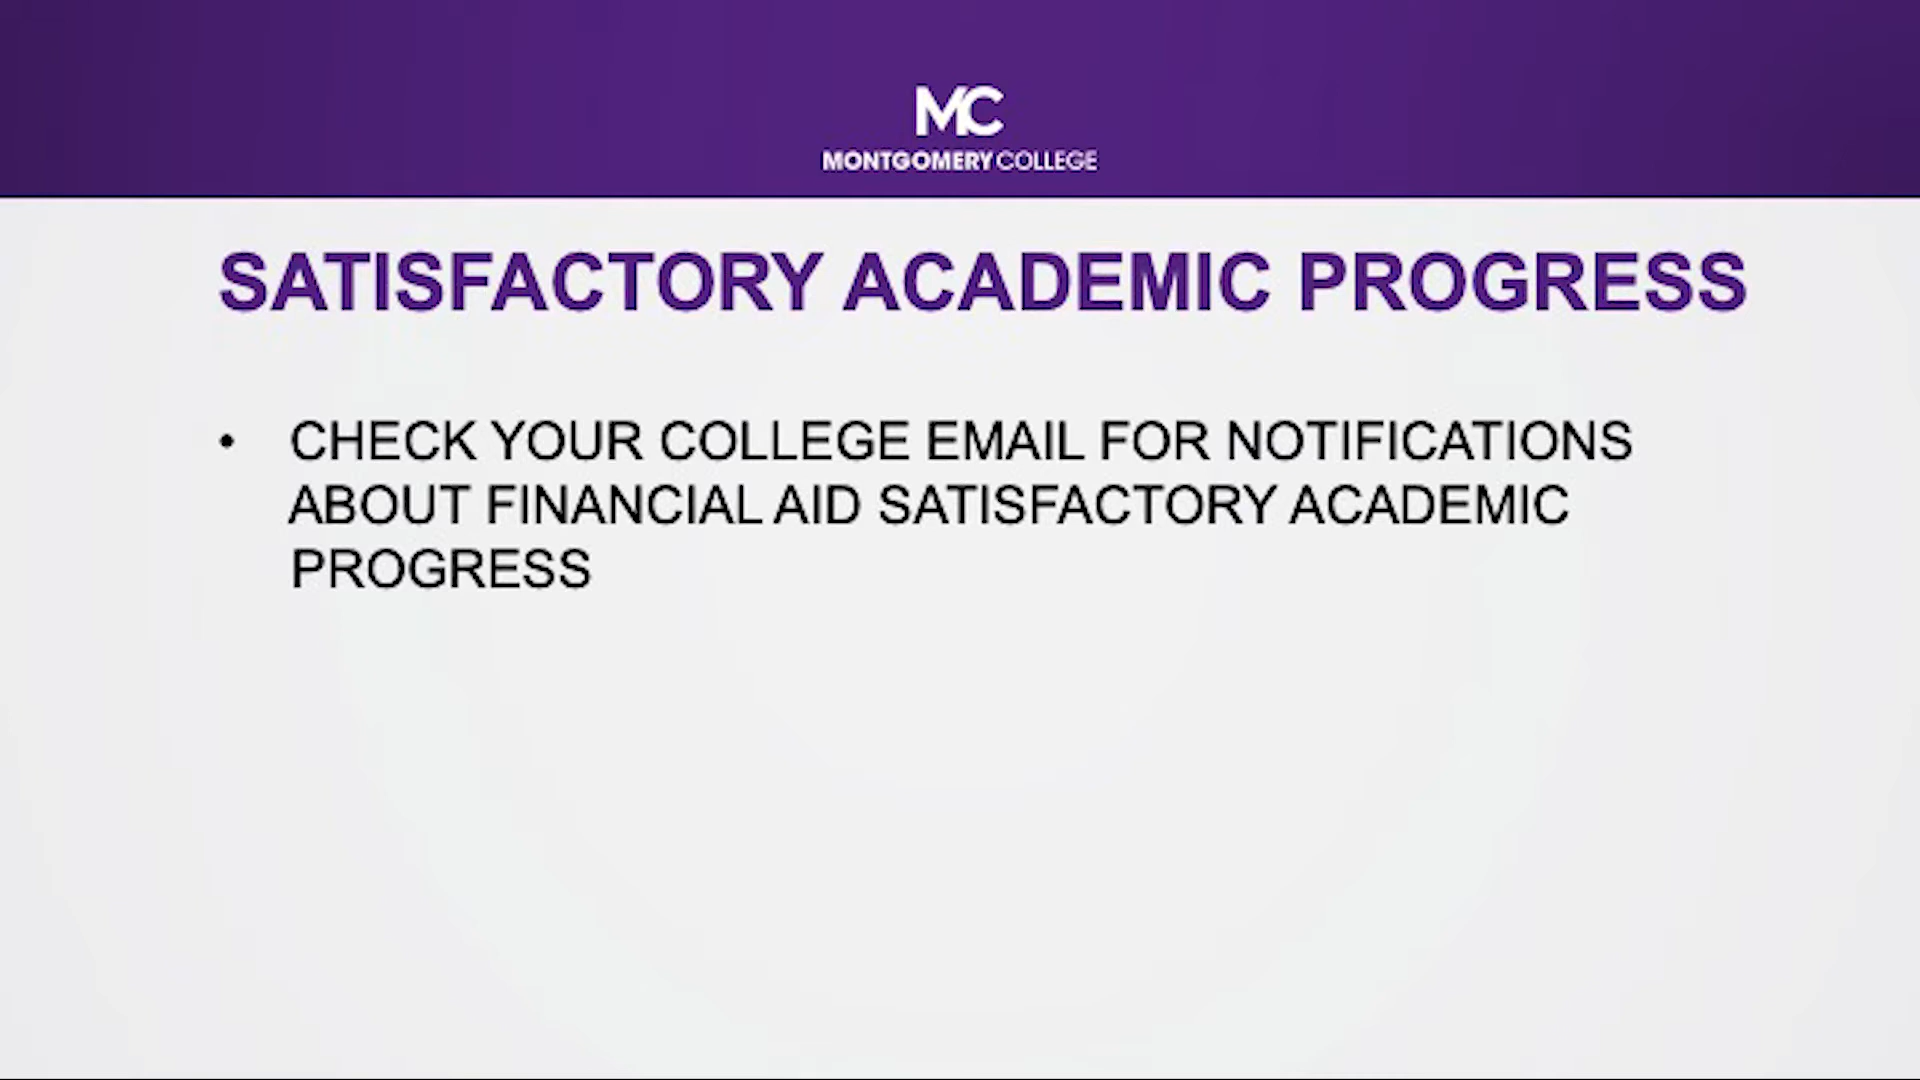 MC
MONTGOMERY COLLEGE
SATISFACTORY ACADEMIC PROGRESS
• CHECK YOUR COLLEGE EMAIL FOR NOTIFICATIONS
ABOUT FINANCIAL AID SATISFACTORY ACADEMIC
PROGRESS